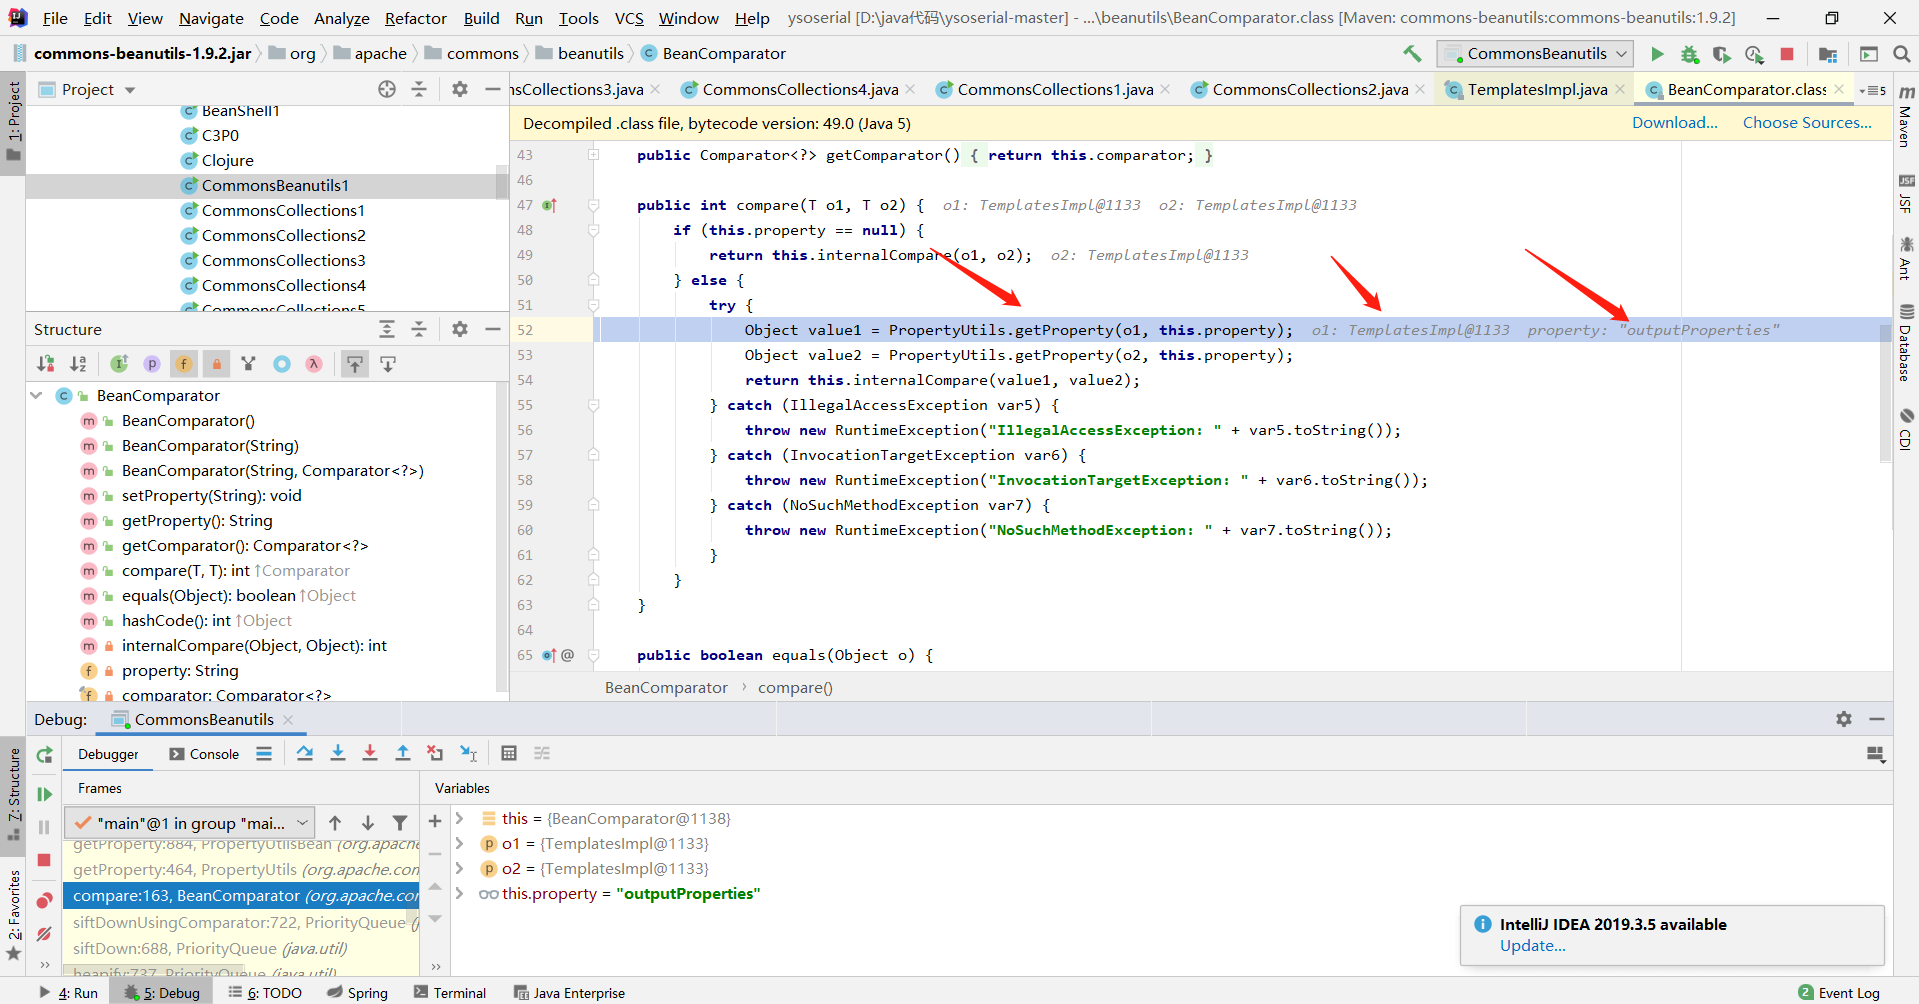 File Edit View Navigate Code Analyze Refactor Build Run Tools VCS Window Help ysoserial [D:\java代码\ysoserial-master] - ...\beanutils\BeanComparator.class [Maven: commons-beanutils:commons-beanutils:1.9.2]
commons-beanutils-1.9.2.jar org apache commons beanutils BeanComparator CommonsBeanutils
1: Project
Project
BeanShell1
C3P0
Clojure
CommonsBeanutils1
CommonsCollections1
CommonsCollections2
CommonsCollections3
CommonsCollections4
CommonsCollections5
Structure
BeanComparator
BeanComparator()
BeanComparator(String)
BeanComparator(String, Comparator<?>)
setProperty(String): void
getProperty(): String
getComparator(): Comparator<?>
compare(T, T): int ↑Comparator
equals(Object): boolean ↑Object
hashCode(): int ↑Object
internalCompare(Object, Object): int
property: String
comparator: Comparator<?>
nsCollections3.java CommonsCollections4.java CommonsCollections1.java CommonsCollections2.java TemplatesImpl.java BeanComparator.class 5
Decompiled .class file, bytecode version: 49.0 (Java 5) Download... Choose Sources...
43 public Comparator<?> getComparator() { return this.comparator; }
46
47 public int compare(T o1, T o2) { o1: TemplatesImpl@1133 o2: TemplatesImpl@1133
48 if (this.property == null) {
49 return this.internalCompare(o1, o2); o2: TemplatesImpl@1133
50 } else {
51 try {
52 Object value1 = PropertyUtils.getProperty(o1, this.property); o1: TemplatesImpl@1133 property: "outputProperties"
53 Object value2 = PropertyUtils.getProperty(o2, this.property);
54 return this.internalCompare(value1, value2);
55 } catch (IllegalAccessException var5) {
56 throw new RuntimeException("IllegalAccessException: " + var5.toString());
57 } catch (InvocationTargetException var6) {
58 throw new RuntimeException("InvocationTargetException: " + var6.toString());
59 } catch (NoSuchMethodException var7) {
60 throw new RuntimeException("NoSuchMethodException: " + var7.toString());
61 }
62 }
63 }
64
65 @ public boolean equals(Object o) {
BeanComparator › compare()
Maven
JSF
Ant
Database
CDI
Debug: CommonsBeanutils
Debugger Console
Frames
"main"@1 in group "mai...
getProperty:884, PropertyUtilsBean (org.apache.com
getProperty:464, PropertyUtils (org.apache.com
compare:163, BeanComparator (org.apache.co
siftDownUsingComparator:722, PriorityQueue (j
siftDown:688, PriorityQueue (java.util)
heapify:737, PriorityQueue (java.util)
Variables
this = {BeanComparator@1138}
o1 = {TemplatesImpl@1133}
o2 = {TemplatesImpl@1133}
this.property = "outputProperties"
7: Structure
2: Favorites
IntelliJ IDEA 2019.3.5 available
Update...
4: Run 5: Debug 6: TODO Spring Terminal Java Enterprise 2 Event Log